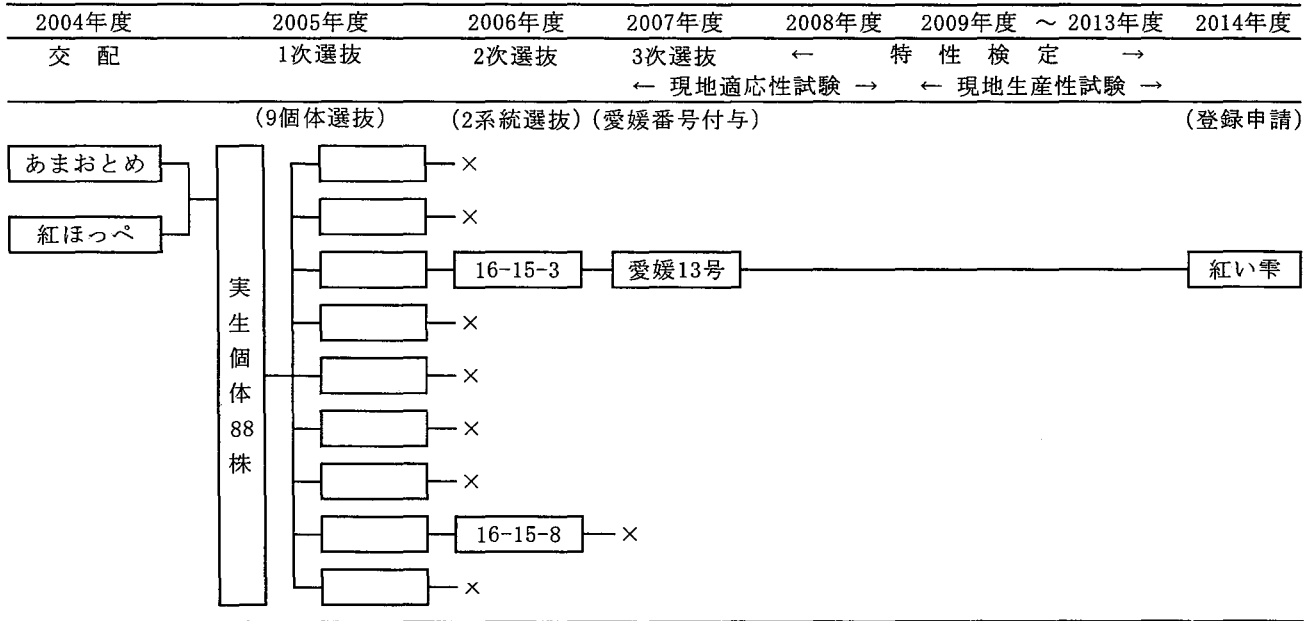 2004年度 2005年度 2006年度 2007年度 2008年度 2009年度 ～ 2013年度 2014年度
交 配 1次選抜 2次選抜 3次選抜 ← 特 性 検 定 →
← 現地適応性試験 → ← 現地生産性試験 →
(9個体選抜) (2系統選抜) (愛媛番号付与) (登録申請)
あまおとめ ×
×
紅ほっぺ
16-15-3 愛媛13号 紅い雫
実生個体88株
×
×
×
×
16-15-8 ×
×